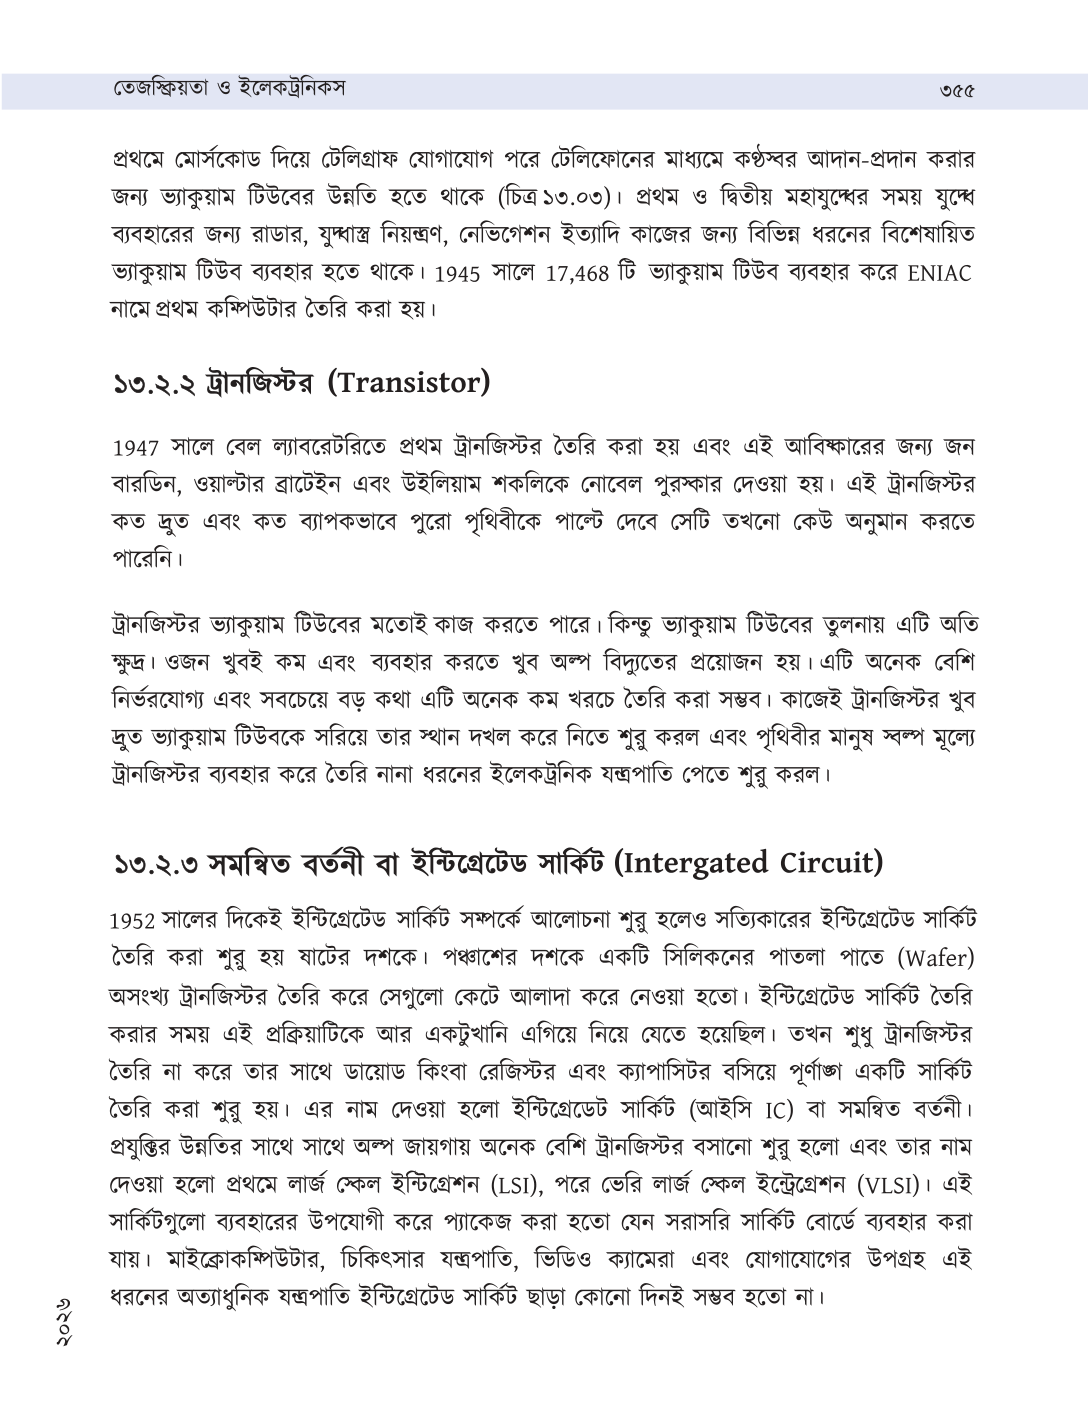 তেজস্ক্রিয়তা ও ইলেকট্রনিকস
৩৫৫
প্রথমে মোর্সকোড দিয়ে টেলিগ্রাফ যোগাযোগ পরে টেলিফোনের মাধ্যমে কণ্ঠস্বর আদান-প্রদান করার
জন্য ভ্যাকুয়াম টিউবের উন্নতি হতে থাকে (চিত্র ১৩.০৩)। প্রথম ও দ্বিতীয় মহাযুদ্ধের সময় যুদ্ধে
ব্যবহারের জন্য রাডার, যুদ্ধাস্ত্র নিয়ন্ত্রণ, নেভিগেশন ইত্যাদি কাজের জন্য বিভিন্ন ধরনের বিশেষায়িত
ভ্যাকুয়াম টিউব ব্যবহার হতে থাকে। 1945 সালে 17,468 টি ভ্যাকুয়াম টিউব ব্যবহার করে ENIAC
নামে প্রথম কম্পিউটার তৈরি করা হয়।
১৩.২.২ ট্রানজিস্টর (Transistor)
1947 সালে বেল ল্যাবরেটরিতে প্রথম ট্রানজিস্টর তৈরি করা হয় এবং এই আবিষ্কারের জন্য জন
বারডিন, ওয়াল্টার ব্রাটেইন এবং উইলিয়াম শকলিকে নোবেল পুরস্কার দেওয়া হয়। এই ট্রানজিস্টর
কত দ্রুত এবং কত ব্যাপকভাবে পুরো পৃথিবীকে পাল্টে দেবে সেটি তখনো কেউ অনুমান করতে
পারেনি।
ট্রানজিস্টর ভ্যাকুয়াম টিউবের মতোই কাজ করতে পারে। কিন্তু ভ্যাকুয়াম টিউবের তুলনায় এটি অতি
ক্ষুদ্র। ওজন খুবই কম এবং ব্যবহার করতে খুব অল্প বিদ্যুতের প্রয়োজন হয়। এটি অনেক বেশি
নির্ভরযোগ্য এবং সবচেয়ে বড় কথা এটি অনেক কম খরচে তৈরি করা সম্ভব। কাজেই ট্রানজিস্টর খুব
দ্রুত ভ্যাকুয়াম টিউবকে সরিয়ে তার স্থান দখল করে নিতে শুরু করল এবং পৃথিবীর মানুষ স্বল্প মূল্যে
ট্রানজিস্টর ব্যবহার করে তৈরি নানা ধরনের ইলেকট্রনিক যন্ত্রপাতি পেতে শুরু করল।
১৩.২.৩ সমন্বিত বর্তনী বা ইন্টিগ্রেটেড সার্কিট (Intergated Circuit)
1952 সালের দিকেই ইন্টিগ্রেটেড সার্কিট সম্পর্কে আলোচনা শুরু হলেও সত্যিকারের ইন্টিগ্রেটেড সার্কিট
তৈরি করা শুরু হয় ষাটের দশকে। পঞ্চাশের দশকে একটি সিলিকনের পাতলা পাতে (Wafer)
অসংখ্য ট্রানজিস্টর তৈরি করে সেগুলো কেটে আলাদা করে নেওয়া হতো। ইন্টিগ্রেটেড সার্কিট তৈরি
করার সময় এই প্রক্রিয়াটিকে আর একটুখানি এগিয়ে নিয়ে যেতে হয়েছিল। তখন শুধু ট্রানজিস্টর
তৈরি না করে তার সাথে ডায়োড কিংবা রেজিস্টর এবং ক্যাপাসিটর বসিয়ে পূর্ণাঙ্গ একটি সার্কিট
তৈরি করা শুরু হয়। এর নাম দেওয়া হলো ইন্টিগ্রেডেট সার্কিট (আইসি IC) বা সমন্বিত বর্তনী।
প্রযুক্তির উন্নতির সাথে সাথে অল্প জায়গায় অনেক বেশি ট্রানজিস্টর বসানো শুরু হলো এবং তার নাম
দেওয়া হলো প্রথমে লার্জ স্কেল ইন্টিগ্রেশন (LSI), পরে ভেরি লার্জ স্কেল ইন্ট্রেগ্রেশন (VLSI)। এই
সার্কিটগুলো ব্যবহারের উপযোগী করে প্যাকেজ করা হতো যেন সরাসরি সার্কিট বোর্ডে ব্যবহার করা
যায়। মাইক্রোকম্পিউটার, চিকিৎসার যন্ত্রপাতি, ভিডিও ক্যামেরা এবং যোগাযোগের উপগ্রহ এই
ধরনের অত্যাধুনিক যন্ত্রপাতি ইন্টিগ্রেটেড সার্কিট ছাড়া কোনো দিনই সম্ভব হতো না।
২০২৬